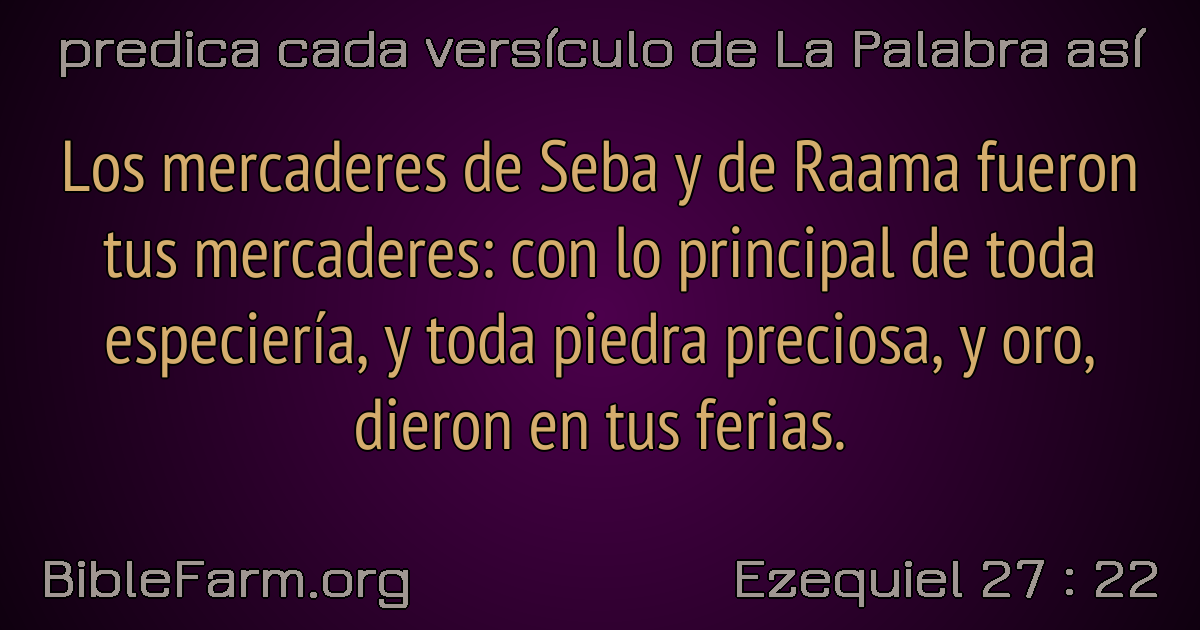 predica cada versículo de La Palabra así
Los mercaderes de Seba y de Raama fueron
tus mercaderes: con lo principal de toda
especiería, y toda piedra preciosa, y oro,
dieron en tus ferias.
BibleFarm.org
Ezequiel 27 : 22